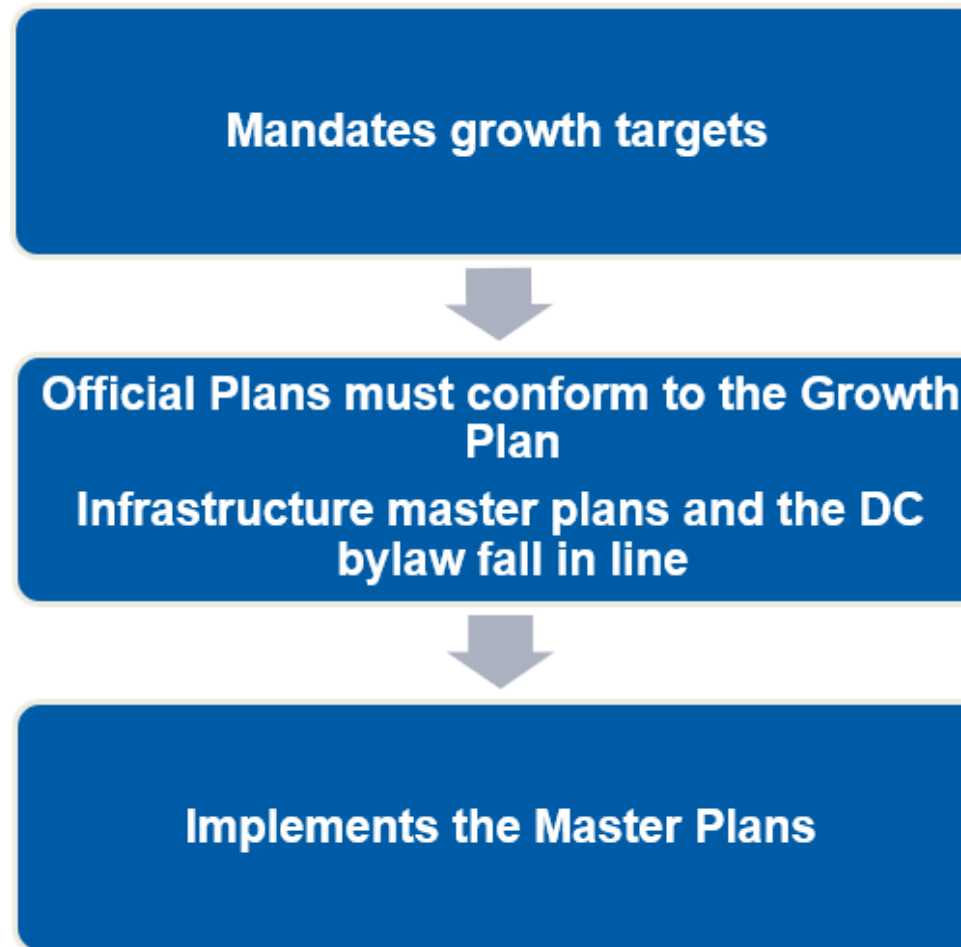 Mandates growth targets
Official Plans must conform to the Growth
Plan
Infrastructure master plans and the DC
bylaw fall in line
Implements the Master Plans